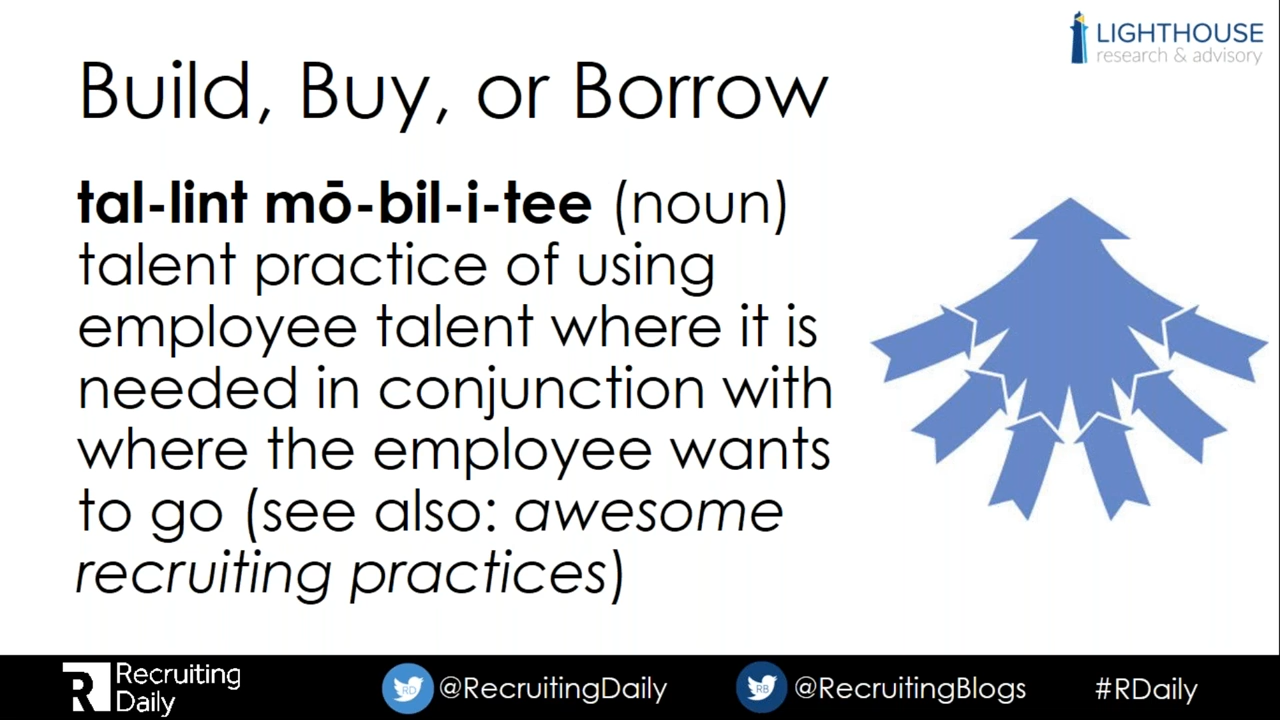 LIGHTHOUSE
research & advisory
Build, Buy, or Borrow
tal-lint mō-bil-i-tee (noun)
talent practice of using
employee talent where it is
needed in conjunction with
where the employee wants
to go (see also: awesome
recruiting practices)
R Recruiting
Daily
RD @RecruitingDaily
RB @RecruitingBlogs
#RDaily